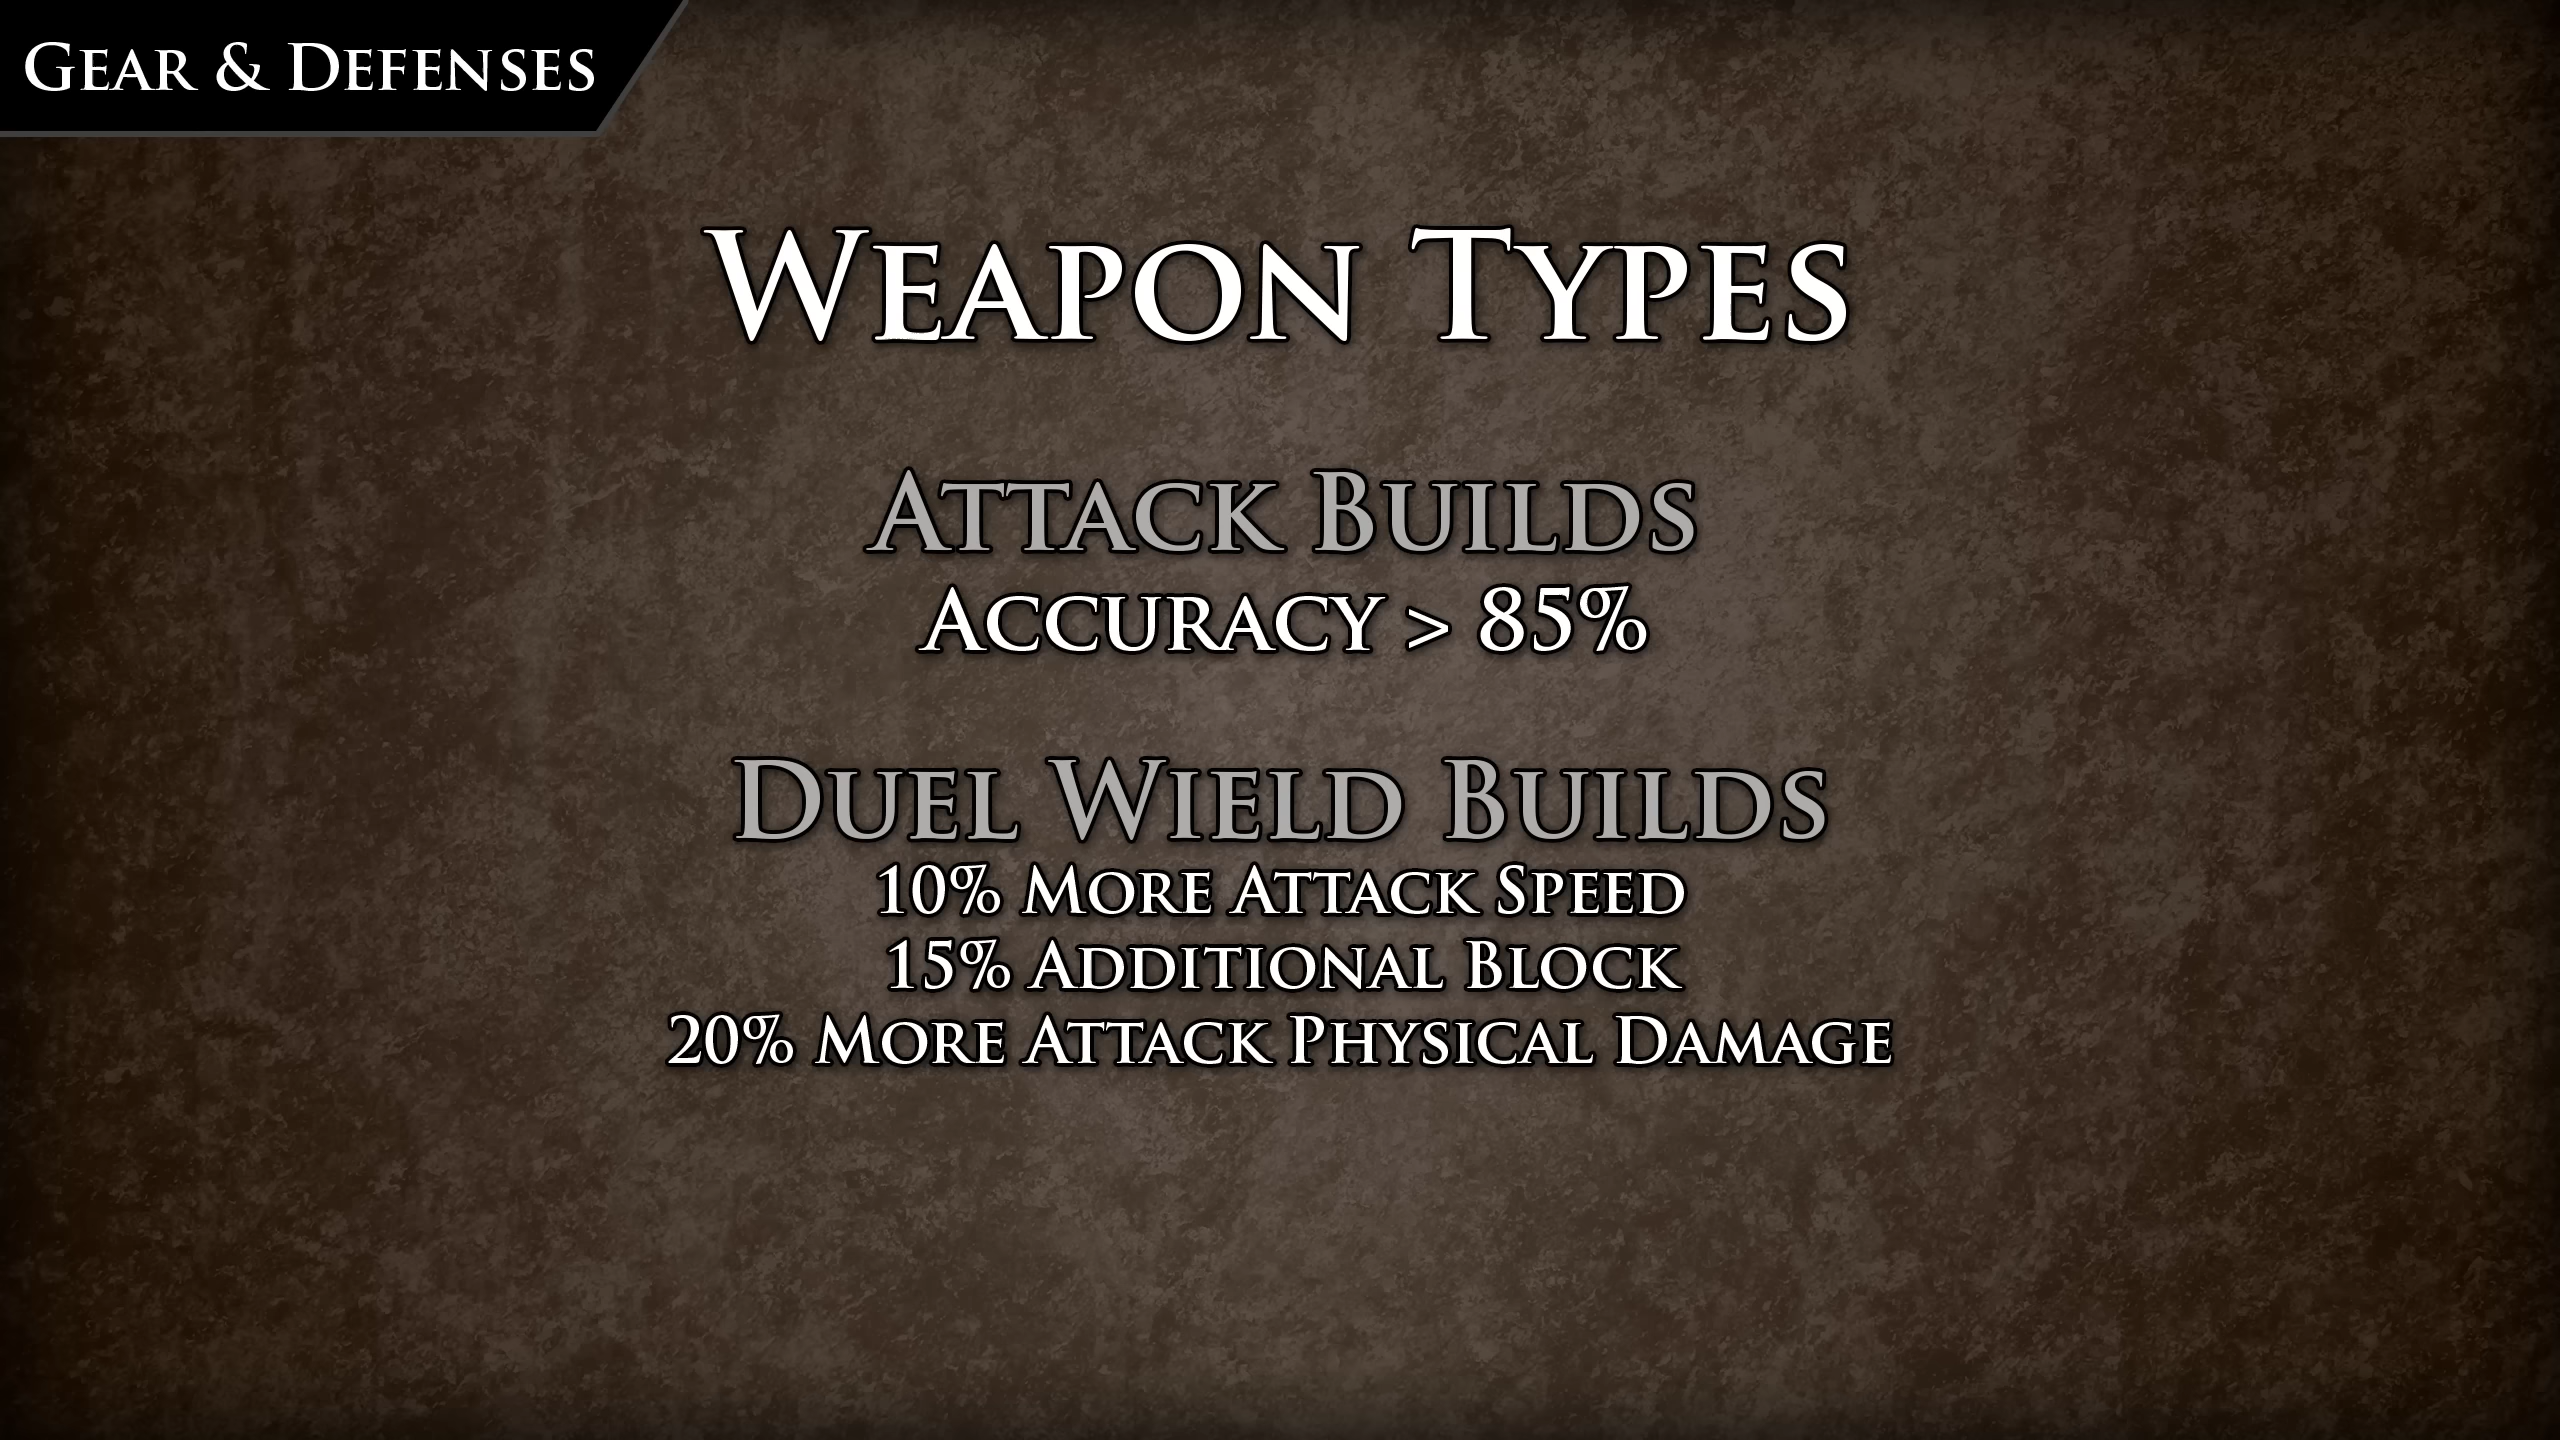 Gear & Defenses
Weapon Types
Attack Builds
Accuracy > 85%
Duel Wield Builds
10% More Attack Speed
15% Additional Block
20% More Attack Physical Damage